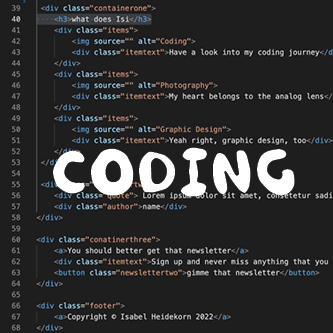 39 <div class="containerone">
40 <h3>what does Isi</h3>
41 <div class="items">
42 <img source="" alt="Coding">
43 <div class="itemtext">Have a look into my coding journey</di
44 </div>
45 <div class="items">
46 <img source="" alt="Photography">
47 <div class="itemtext">My heart belongs to the analog lens</
48 </div>
49 <div class="items">
50 <img source="" alt="Graphic Design">
51 <div class="itemtext">Yeah right, graphic design, too</div>
52 </div>
53 </di
CODING
54
55 <div
56 "quote"> Lorem ipsum dolor sit amet, consetetur sadi
57 <div class="author">name</div>
58 </div>
59
60 <div class="conatinerthree">
61 <a>You should better get that newsletter</a>
62 <div class="itemtext">Sign up and never miss anything that you
63 <button class="newslettertwo">gimme that newsletter</button>
64 </div>
65
66 <div class="footer">
67 <a>Copyright © Isabel Heidekorn 2022</a>
68 </div>